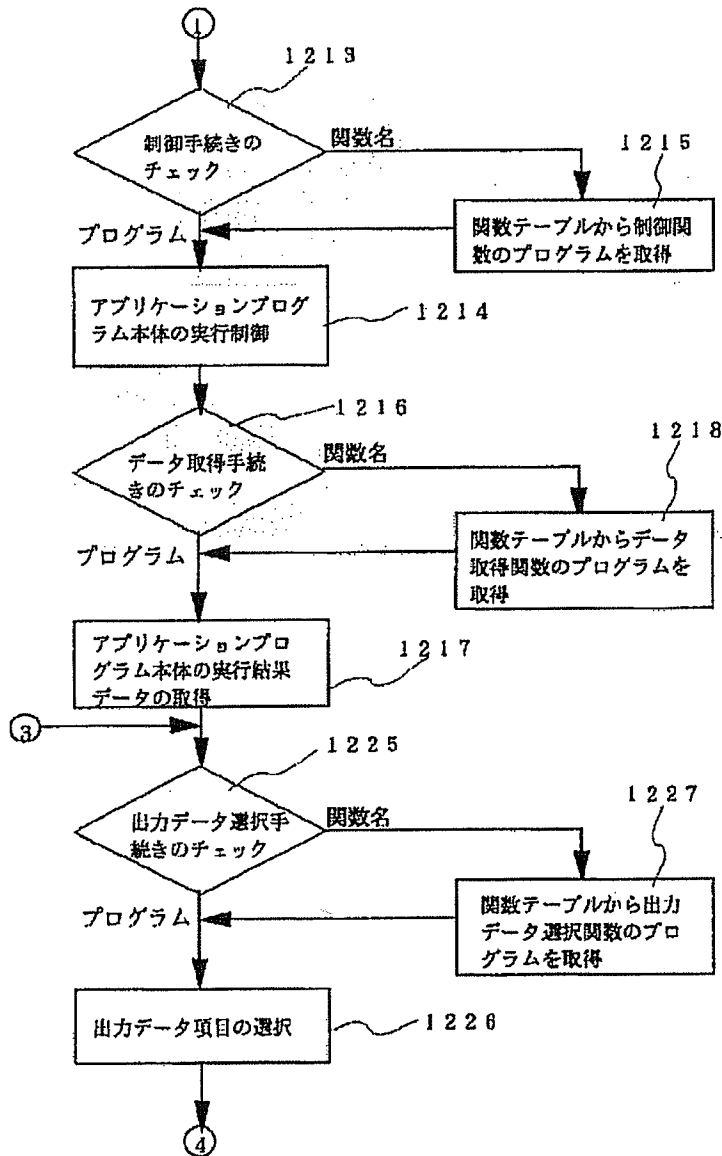 1
1213
制御手続きの
チェック
関数名
1215
関数テーブルから制御関
数のプログラムを取得
プログラム
アプリケーションプログ
ラム本体の実行制御
1214
1216
データ取得手続
きのチェック
関数名
1218
関数テーブルからデータ
取得関数のプログラムを
取得
プログラム
アプリケーションプロ
グラム本体の実行結果
データの取得
1217
3
1225
出力データ選択手
続きのチェック
関数名
1227
関数テーブルから出力
データ選択関数のプロ
グラムを取得
プログラム
出力データ項目の選択
1226
4